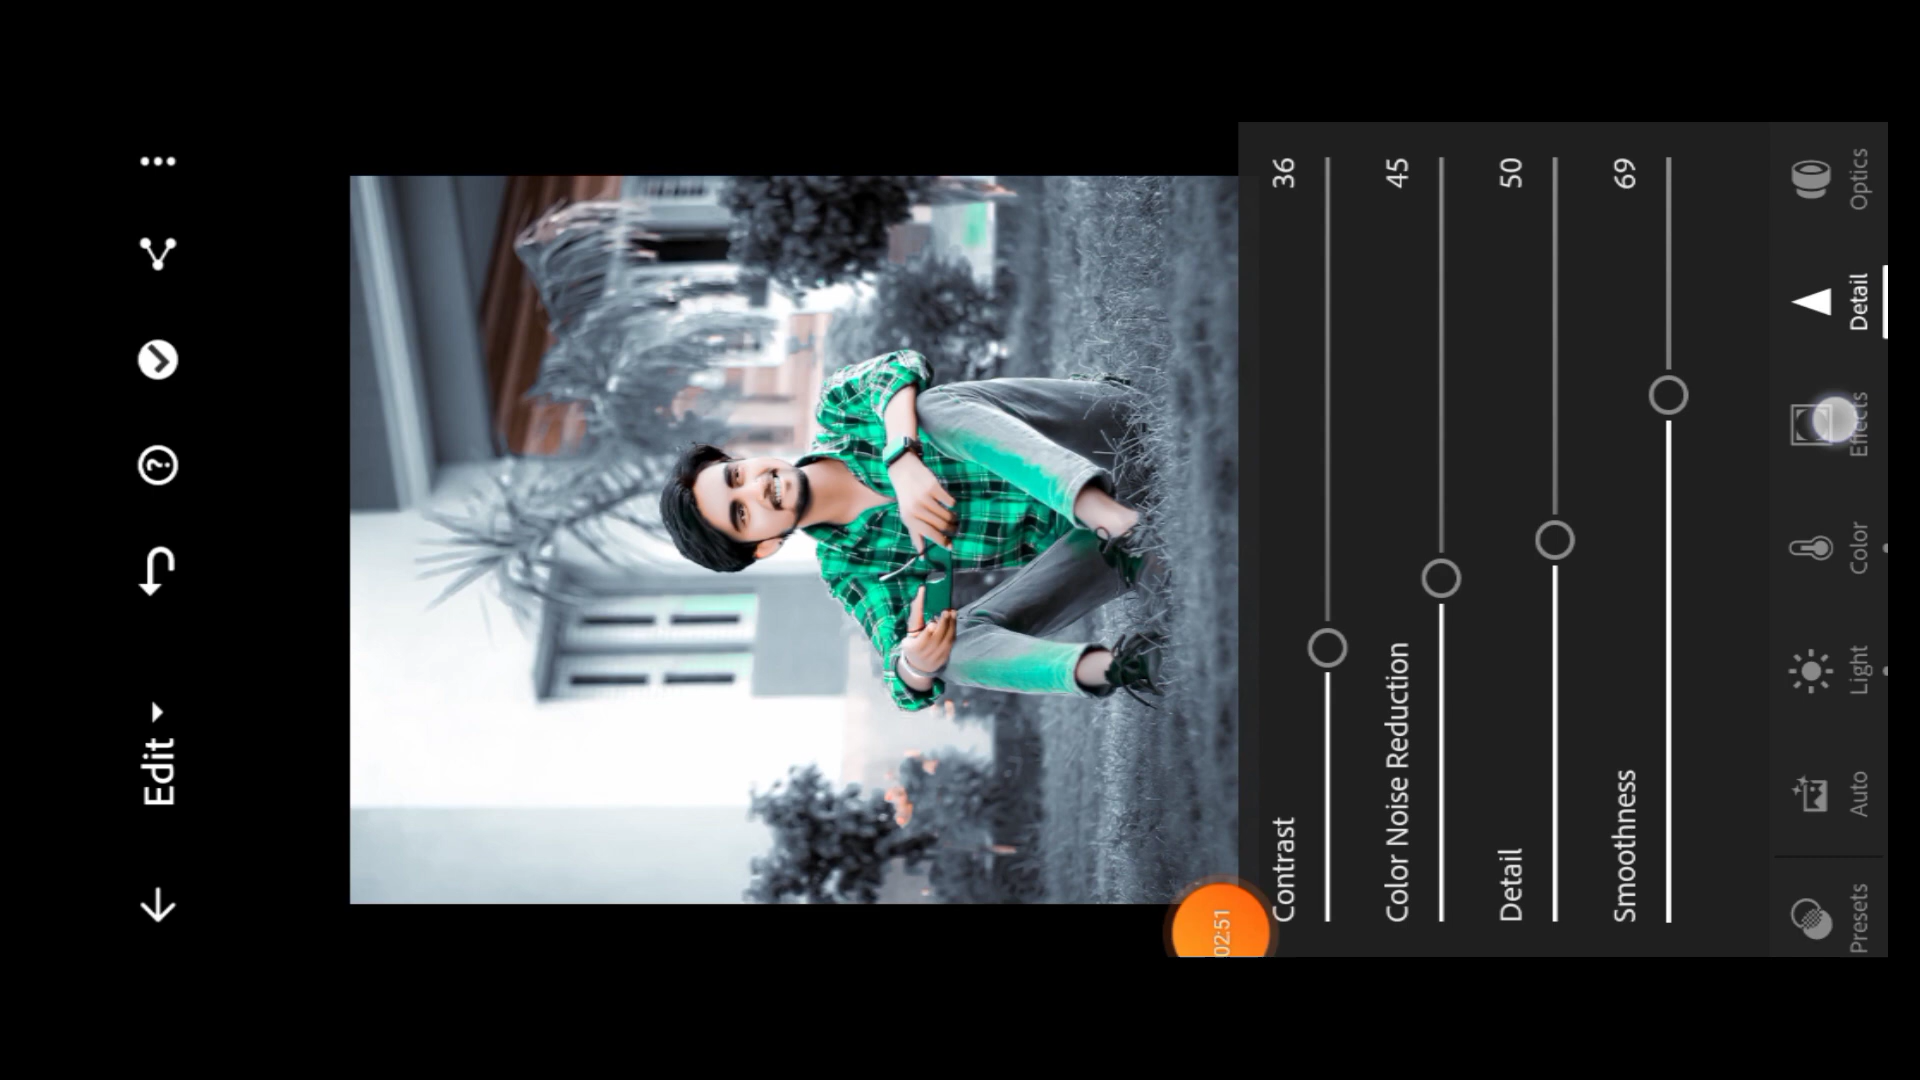 ← Edit
Contrast 36
Color Noise Reduction 45
Detail 50
Smoothness 69
Presets Auto Light Color Effects Detail Optics
02:51